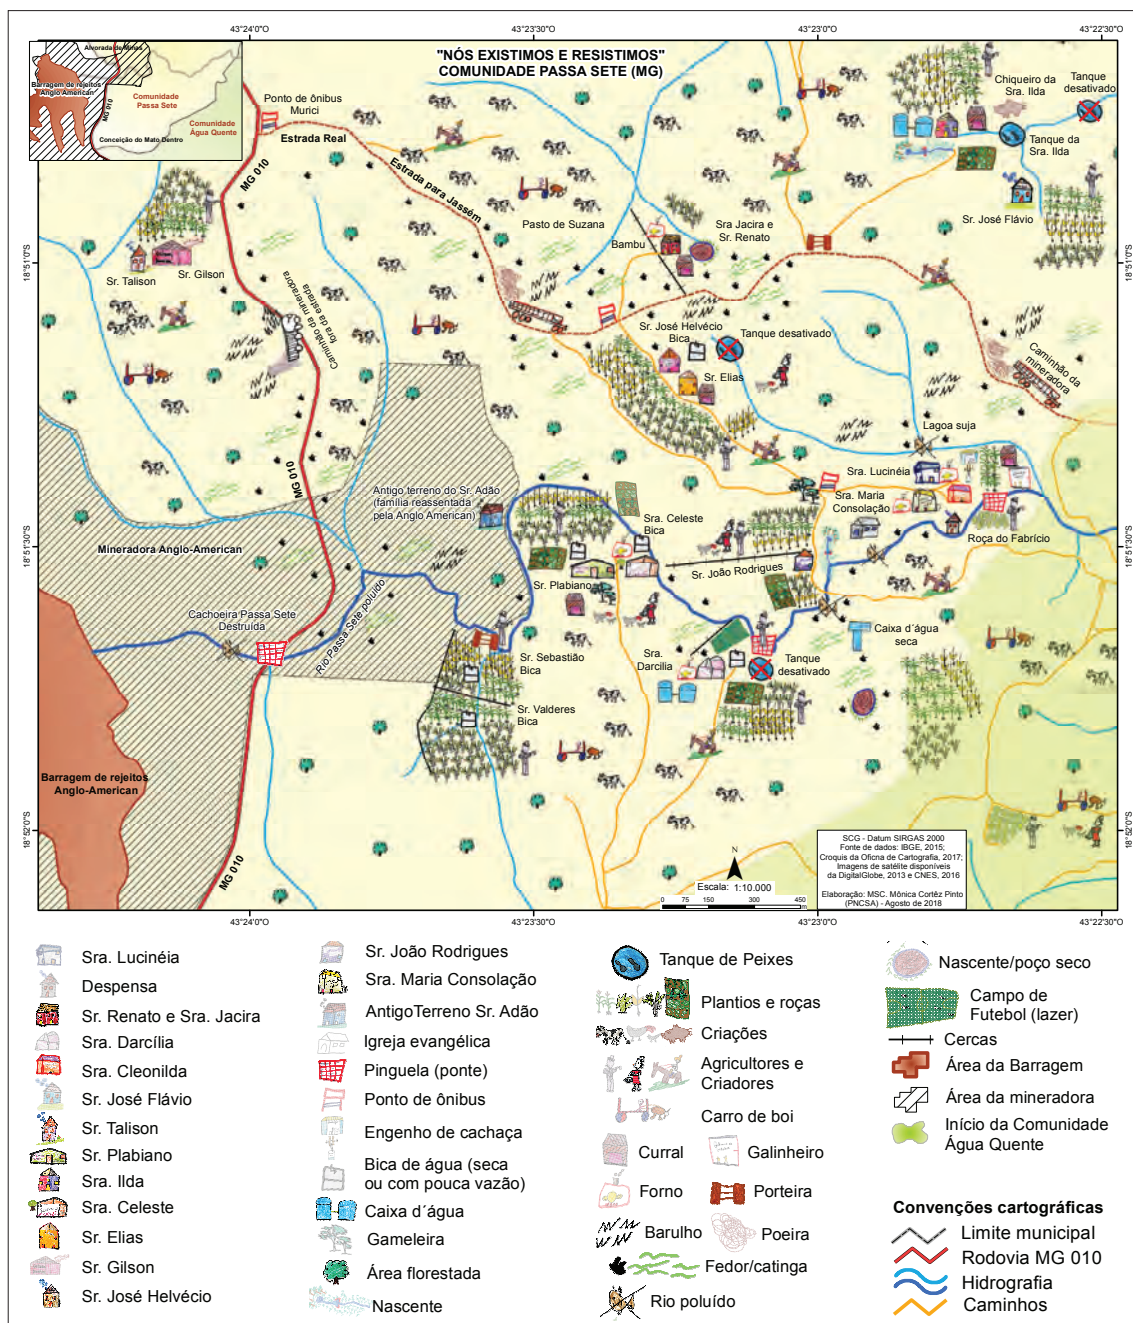 43°24'0"O
43°23'30"O
43°23'0"O
43°22'30"O
"NÓS EXISTIMOS E RESISTIMOS"
COMUNIDADE PASSA SETE (MG)
Alvorada de Minas
Barragem de rejeitos
Anglo-American
MG 010
Comunidade
Passa Sete
Comunidade
Água Quente
Conceição do Mato Dentro
Ponto de ônibus
Murici
Estrada Real
MG 010
Estrada para Jassém
Pasto de Suzana
Bambu
Sra Jacira e
Sr. Renato
Chiqueiro da
Sra. Ilda
Tanque
desativado
Tanque da
Sra. Ilda
Sr. José Flávio
18°51'0"S
18°51'0"S
Sr. Talison
Sr. Gilson
Caminhão da mineradora
fora da estrada
Sr. José Helvécio
Bica
Tanque desativado
Sr. Elias
Caminhão da
mineradora
Lagoa suja
MG 010
Antigo terreno do Sr. Adão
(família reassentada
pela Anglo American)
Sra. Lucinéia
Sra. Maria
Consolação
Sra. Celeste
Bica
Roça do Fabrício
18°51'30"S
18°51'30"S
Mineradora Anglo-American
Sr. Plabiano
Sr. João Rodrigues
Cachoeira Passa Sete
Destruída
Rio Passa Sete poluído
Caixa d´água
seca
Sr. Sebastião
Bica
Sra.
Darcilia
Tanque
desativado
Sr. Valderes
Bica
Barragem de rejeitos
Anglo-American
MG 010
18°52'0"S
18°52'0"S
SCG - Datum SIRGAS 2000
Fonte de dados: IBGE, 2015;
Croquis da Oficna de Cartografia, 2017;
Imagens de satélite disponíveis
da DigitalGlobe, 2013 e CNES, 2016
Elaboração: MSC. Mônica Cortêz Pinto
(PNCSA) - Agosto de 2018
N
Escala: 1:10.000
0 75 150 300 450
m
43°24'0"O
43°23'30"O
43°23'0"O
43°22'30"O
Sra. Lucinéia
Despensa
Sr. Renato e Sra. Jacira
Sra. Darcília
Sra. Cleonilda
Sr. José Flávio
Sr. Talison
Sr. Plabiano
Sra. Ilda
Sra. Celeste
Sr. Elias
Sr. Gilson
Sr. José Helvécio
Sr. João Rodrigues
Sra. Maria Consolação
AntigoTerreno Sr. Adão
Igreja evangélica
Pinguela (ponte)
Ponto de ônibus
Engenho de cachaça
Bica de água (seca
ou com pouca vazão)
Caixa d´água
Gameleira
Área florestada
Nascente
Tanque de Peixes
Plantios e roças
Criações
Agricultores e
Criadores
Carro de boi
Curral
Galinheiro
Forno
Porteira
Barulho
Poeira
Fedor/catinga
Rio poluído
Nascente/poço seco
Campo de
Futebol (lazer)
Cercas
Área da Barragem
Área da mineradora
Início da Comunidade
Água Quente
Convenções cartográficas
Limite municipal
Rodovia MG 010
Hidrografia
Caminhos